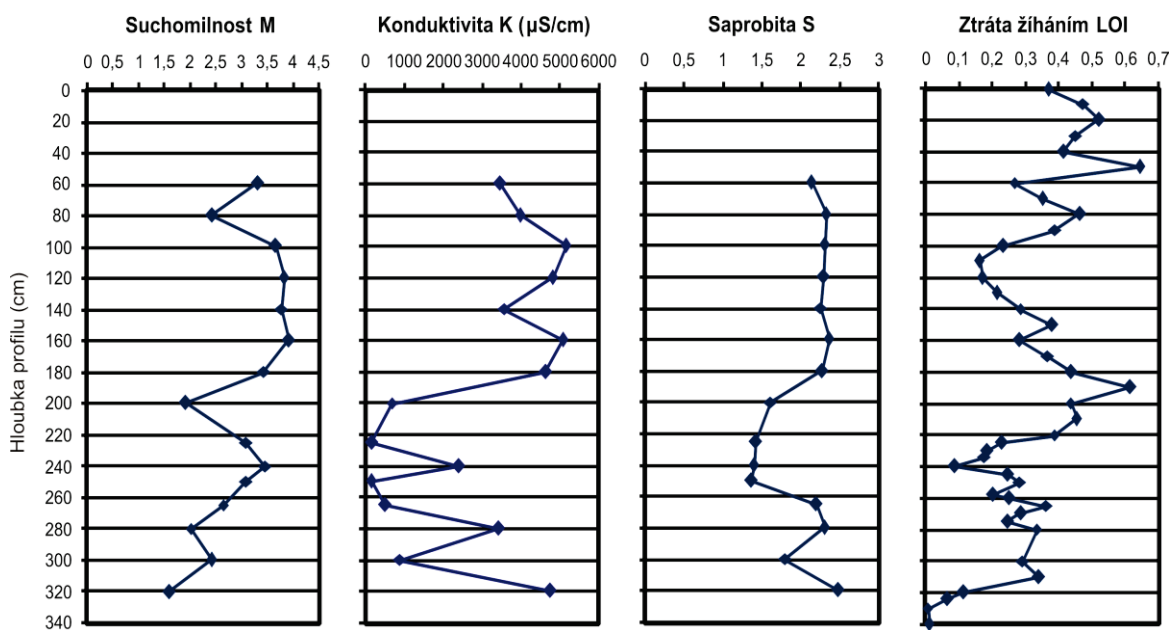 Suchomilnost M
Konduktivita K (µS/cm)
Saprobita S
Ztráta žíháním LOI
0 0,5 1 1,5 2 2,5 3 3,5 4 4,5
0 1000 2000 3000 4000 5000 6000
0 0,5 1 1,5 2 2,5 3
0 0,1 0,2 0,3 0,4 0,5 0,6 0,7
Hloubka profilu (cm)
0
20
40
60
80
100
120
140
160
180
200
220
240
260
280
300
320
340